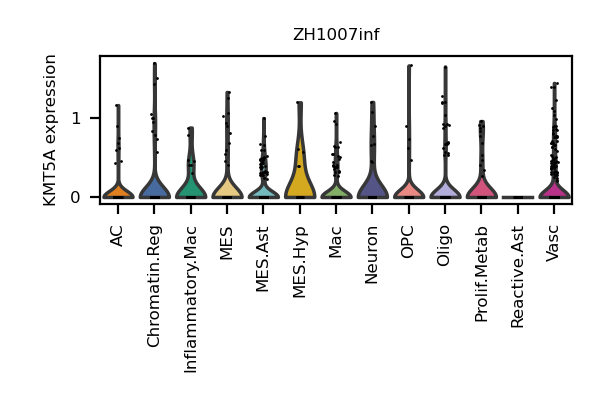 ZH1007inf
KMT5A expression
1
0
AC
Chromatin.Reg
Inflammatory.Mac
MES
MES.Ast
MES.Hyp
Mac
Neuron
OPC
Oligo
Prolif.Metab
Reactive.Ast
Vasc